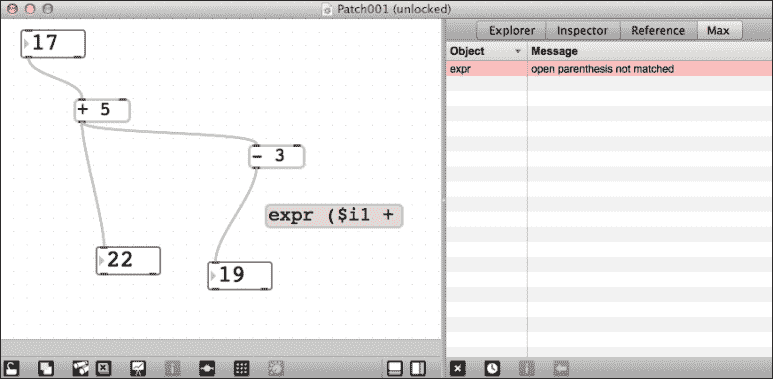 Patch001 (unlocked)
17
+ 5
- 3
expr ($i1 +
22
19
Explorer Inspector Reference Max
Object Message
expr open parenthesis not matched